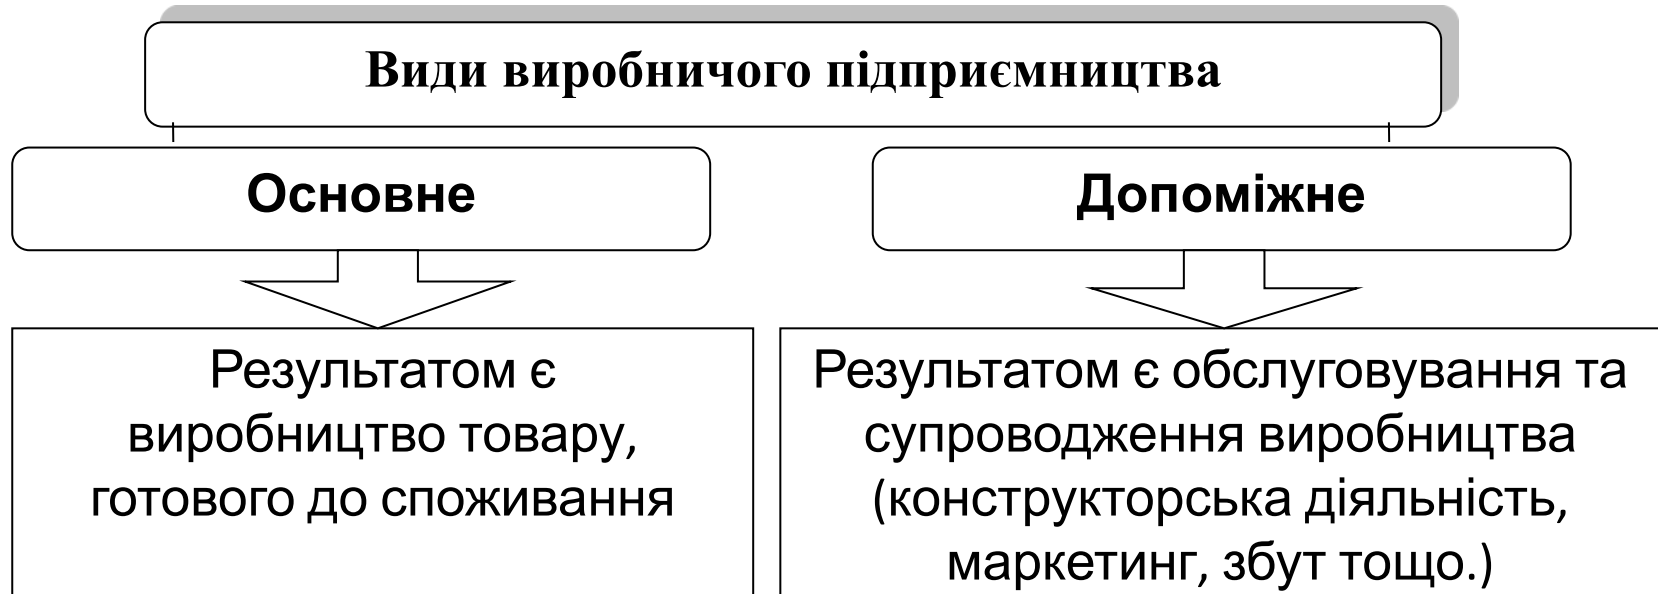 Види виробничого підприємництва
Основне
Допоміжне
Результатом є
виробництво товару,
готового до споживання
Результатом є обслуговування та
супроводження виробництва
(конструкторська діяльність,
маркетинг, збут тощо.)